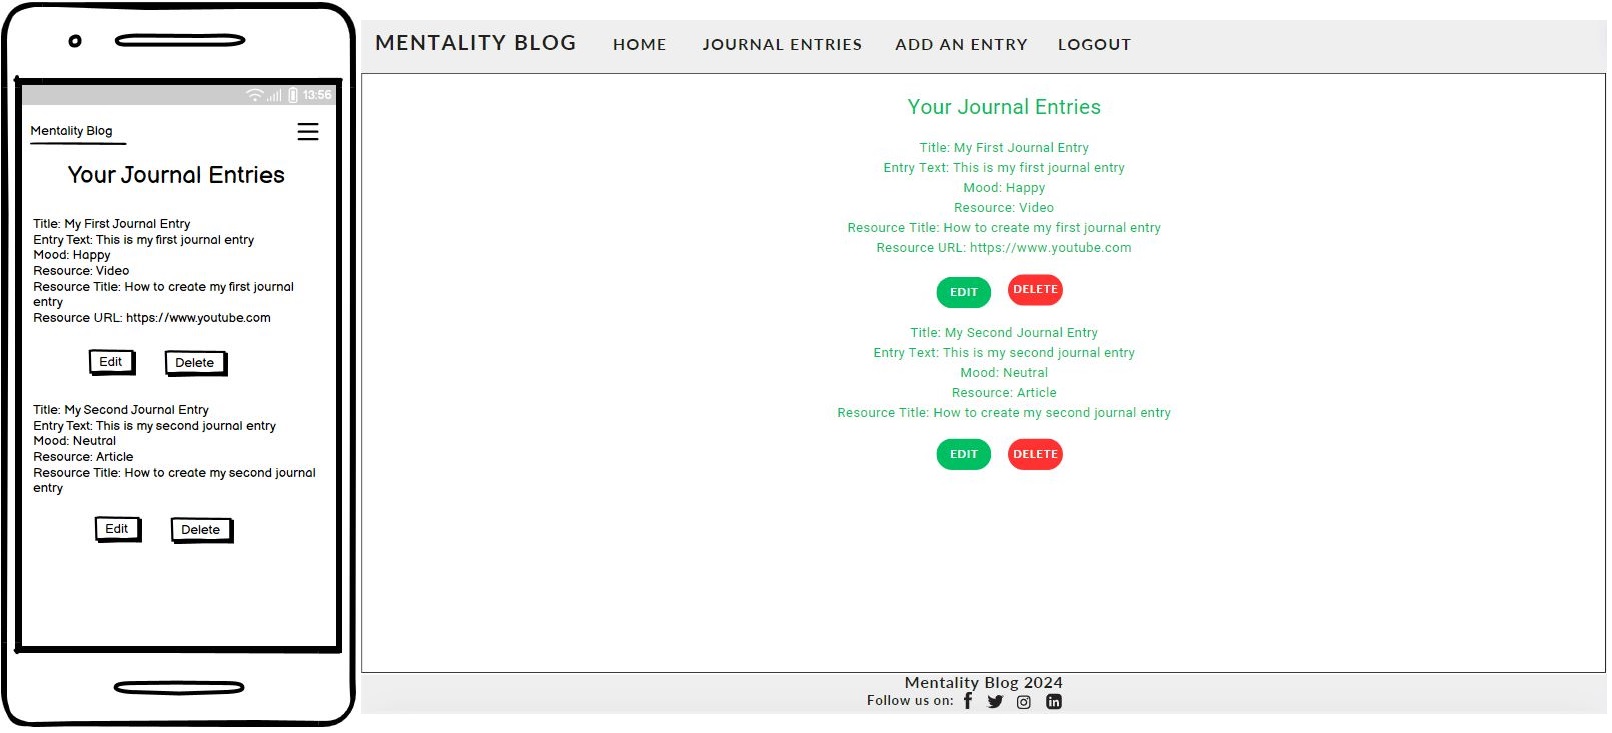 13:56
Mentality Blog
Your Journal Entries
Title: My First Journal Entry
Entry Text: This is my first journal entry
Mood: Happy
Resource: Video
Resource Title: How to create my first journal
entry
Resource URL: https://www.youtube.com
Edit Delete
Title: My Second Journal Entry
Entry Text: This is my second journal entry
Mood: Neutral
Resource: Article
Resource Title: How to create my second journal
entry
Edit Delete
MENTALITY BLOG HOME JOURNAL ENTRIES ADD AN ENTRY LOGOUT
Your Journal Entries
Title: My First Journal Entry
Entry Text: This is my first journal entry
Mood: Happy
Resource: Video
Resource Title: How to create my first journal entry
Resource URL: https://www.youtube.com
EDIT DELETE
Title: My Second Journal Entry
Entry Text: This is my second journal entry
Mood: Neutral
Resource: Article
Resource Title: How to create my second journal entry
EDIT DELETE
Mentality Blog 2024
Follow us on: